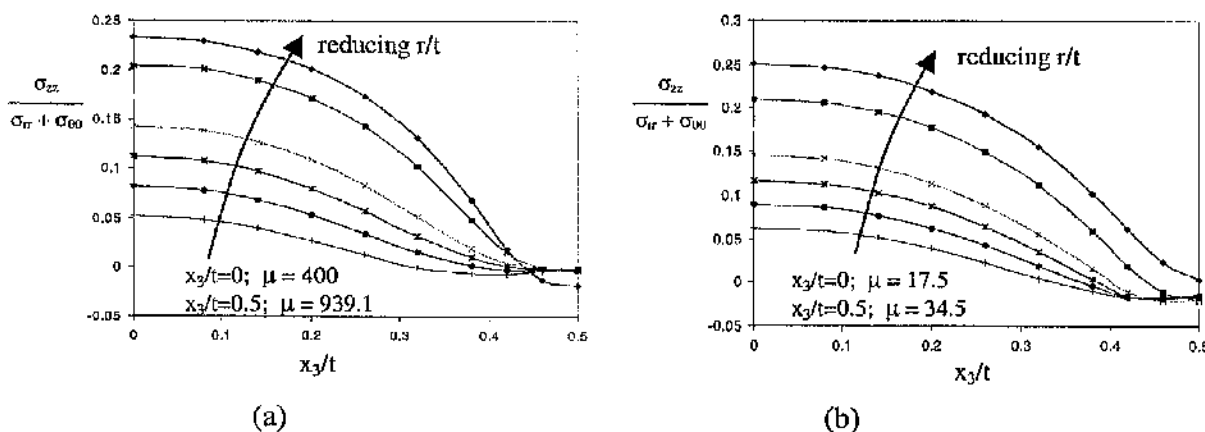 0.25
0.2
0.15
0.1
0.05
0
-0.05
σzz
σrr + σθθ
reducing r/t
x3/t=0; μ = 400
x3/t=0.5; μ = 939.1
0 0.1 0.2 0.3 0.4 0.5
x3/t
(a)
0.3
0.25
0.2
0.15
0.1
0.05
0
-0.05
σzz
σrr + σθθ
reducing r/t
x3/t=0; μ = 17.5
x3/t=0.5; μ = 34.5
0 0.1 0.2 0.3 0.4 0.5
x3/t
(b)